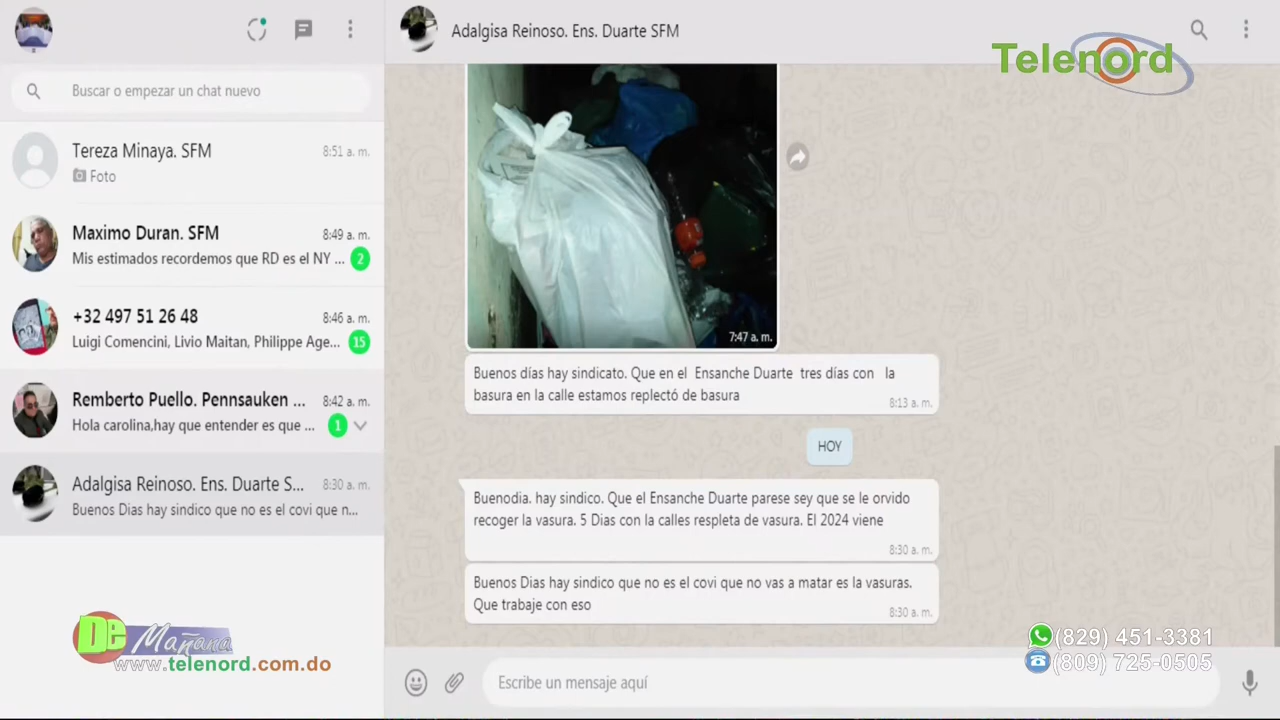 Buscar o empezar un chat nuevo
Tereza Minaya. SFM
8:51 a. m.
Foto
Maximo Duran. SFM
8:49 a. m.
Mis estimados recordemos que RD es el NY ...
2
+32 497 51 26 48
8:46 a. m.
Luigi Comencini, Livio Maitan, Philippe Age...
15
Remberto Puello. Pennsauken ...
8:42 a. m.
Hola carolina,hay que entender es que ...
1
Adalgisa Reinoso. Ens. Duarte S...
8:30 a. m.
Buenos Dias hay sindico que no es el covi que n...
De Mañana
www.telenord.com.do
Adalgisa Reinoso. Ens. Duarte SFM
Telenord
7:47 a. m.
Buenos días hay sindicato. Que en el Ensanche Duarte tres días con la
basura en la calle estamos replectó de basura
8:13 a. m.
HOY
Buenodia. hay sindico. Que el Ensanche Duarte parese sey que se le orvido
recoger la vasura. 5 Dias con la calles respleta de vasura. El 2024 viene
8:30 a. m.
Buenos Dias hay sindico que no es el covi que no vas a matar es la vasuras.
Que trabaje con eso
8:30 a. m.
(829) 451-3381
(809) 725-0505
Escribe un mensaje aquí